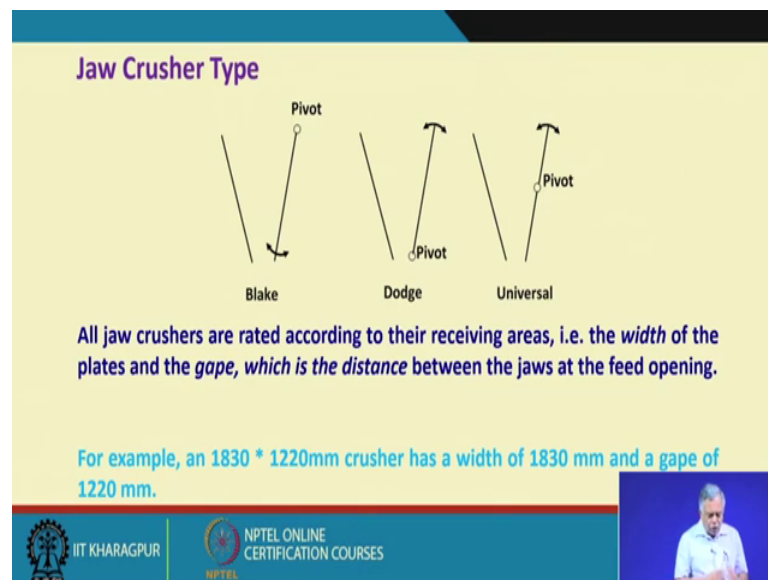 Jaw Crusher Type
Pivot
Pivot
Pivot
Blake
Dodge
Universal
All jaw crushers are rated according to their receiving areas, i.e. the width of the
plates and the gape, which is the distance between the jaws at the feed opening.
For example, an 1830 * 1220mm crusher has a width of 1830 mm and a gape of
1220 mm.
IIT KHARAGPUR
NPTEL ONLINE
CERTIFICATION COURSES
NPTEL